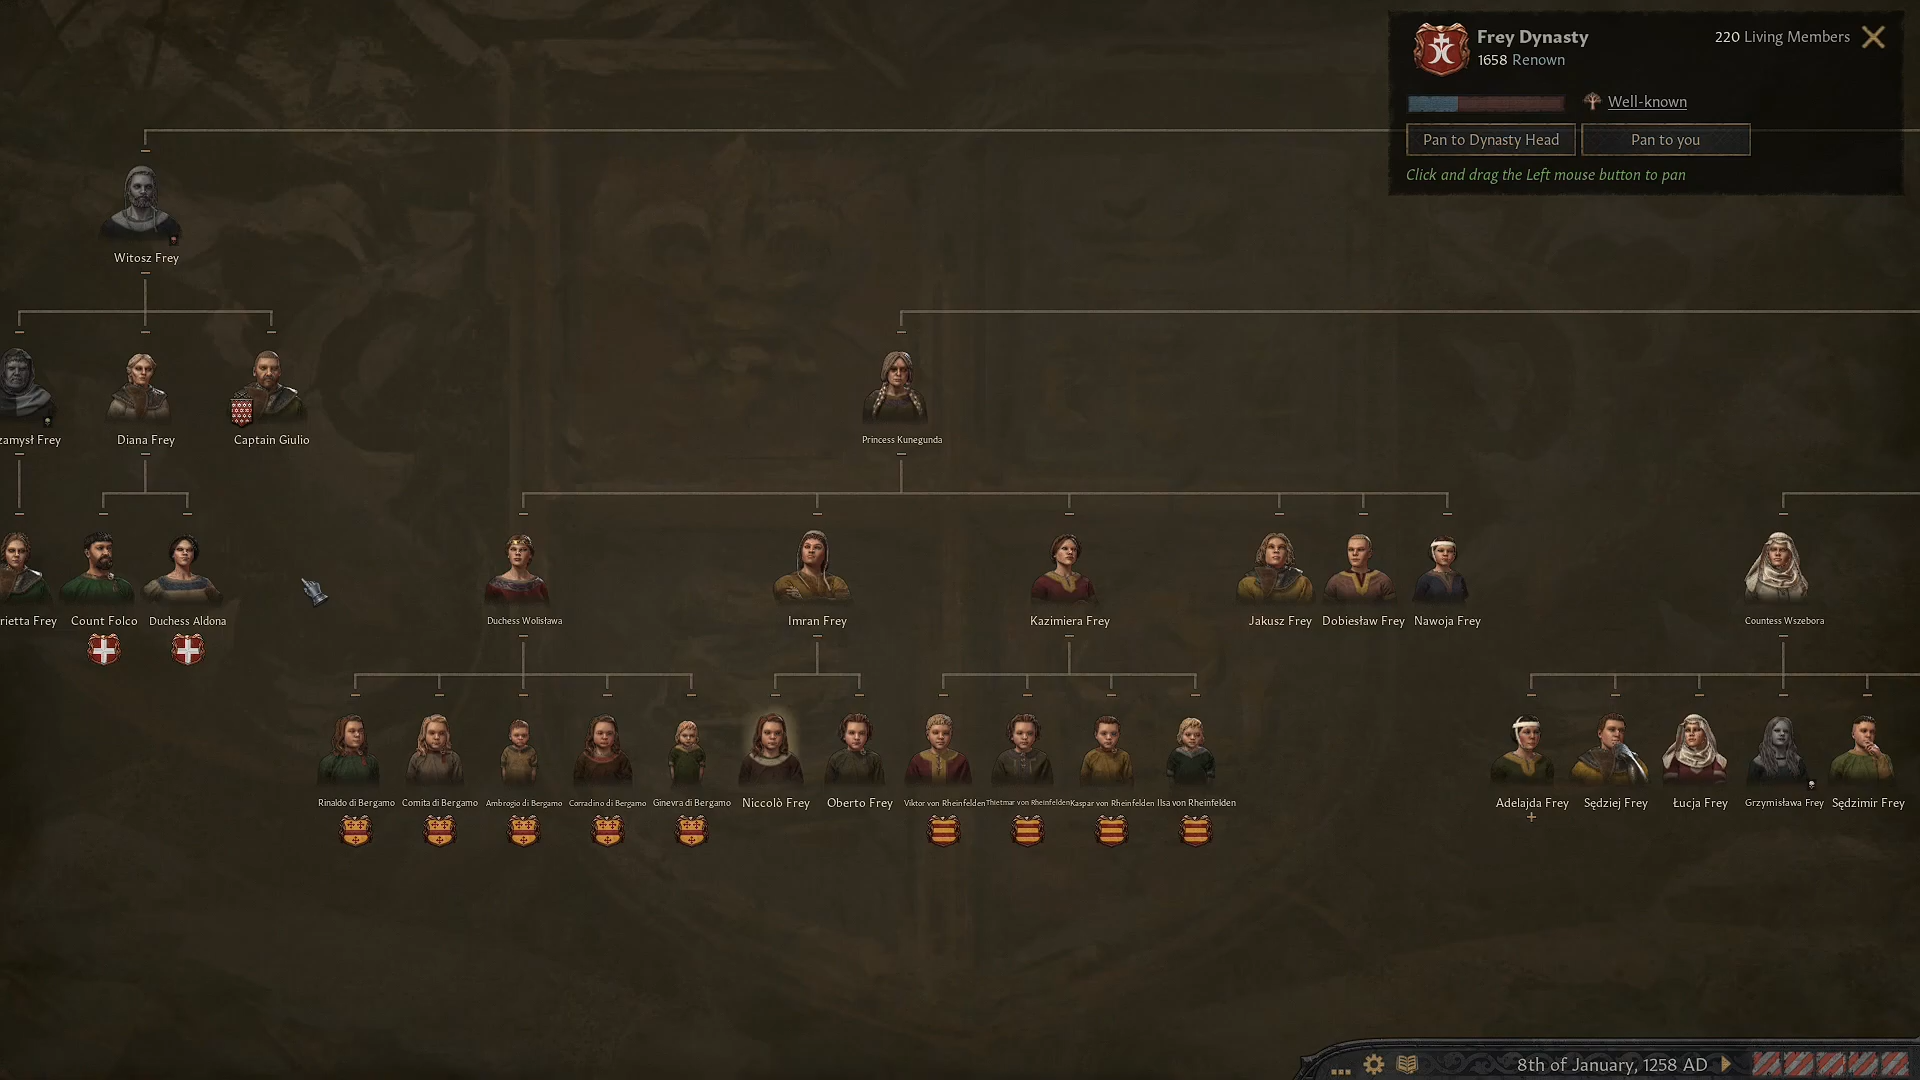 Frey Dynasty
220 Living Members
1658 Renown
Well-known
Pan to Dynasty Head
Pan to you
Click and drag the Left mouse button to pan
Witosz Frey
Diana Frey
Captain Giulio
Princess Kunegunda
Frey
Count Folco
Duchess Aldona
Duchess Wolisława
Imran Frey
Kazimiera Frey
Jakusz Frey
Dobiesław Frey
Nawoja Frey
Countess Wszebora
Rinaldo di Bergamo
Comita di Bergamo
Ambrogio di Bergamo
Corradino di Bergamo
Ginevra di Bergamo
Niccolò Frey
Oberto Frey
Viktor von Rheinfelden
Thietmar von Rheinfelden
Kaspar von Rheinfelden
Ilsa von Rheinfelden
Adelajda Frey
Sędziej Frey
Łucja Frey
Grzymisława Frey
Sędzimir Frey
8th of January, 1258 AD